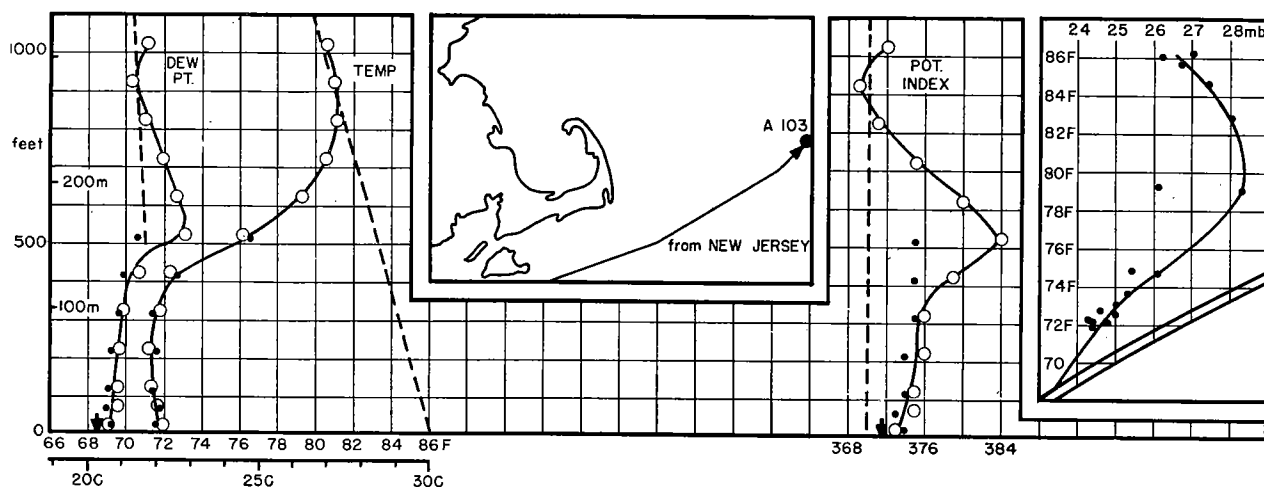 1000
feet
200m
500
100m
0
DEW
PT.
TEMP
66 68 70 72 74 76 78 80 82 84 86F
20C 25C 30C
A 103
from NEW JERSEY
POT.
INDEX
368 376 384
24 25 26 27 28mb
86F
84F
82F
80F
78F
76F
74F
72F
70